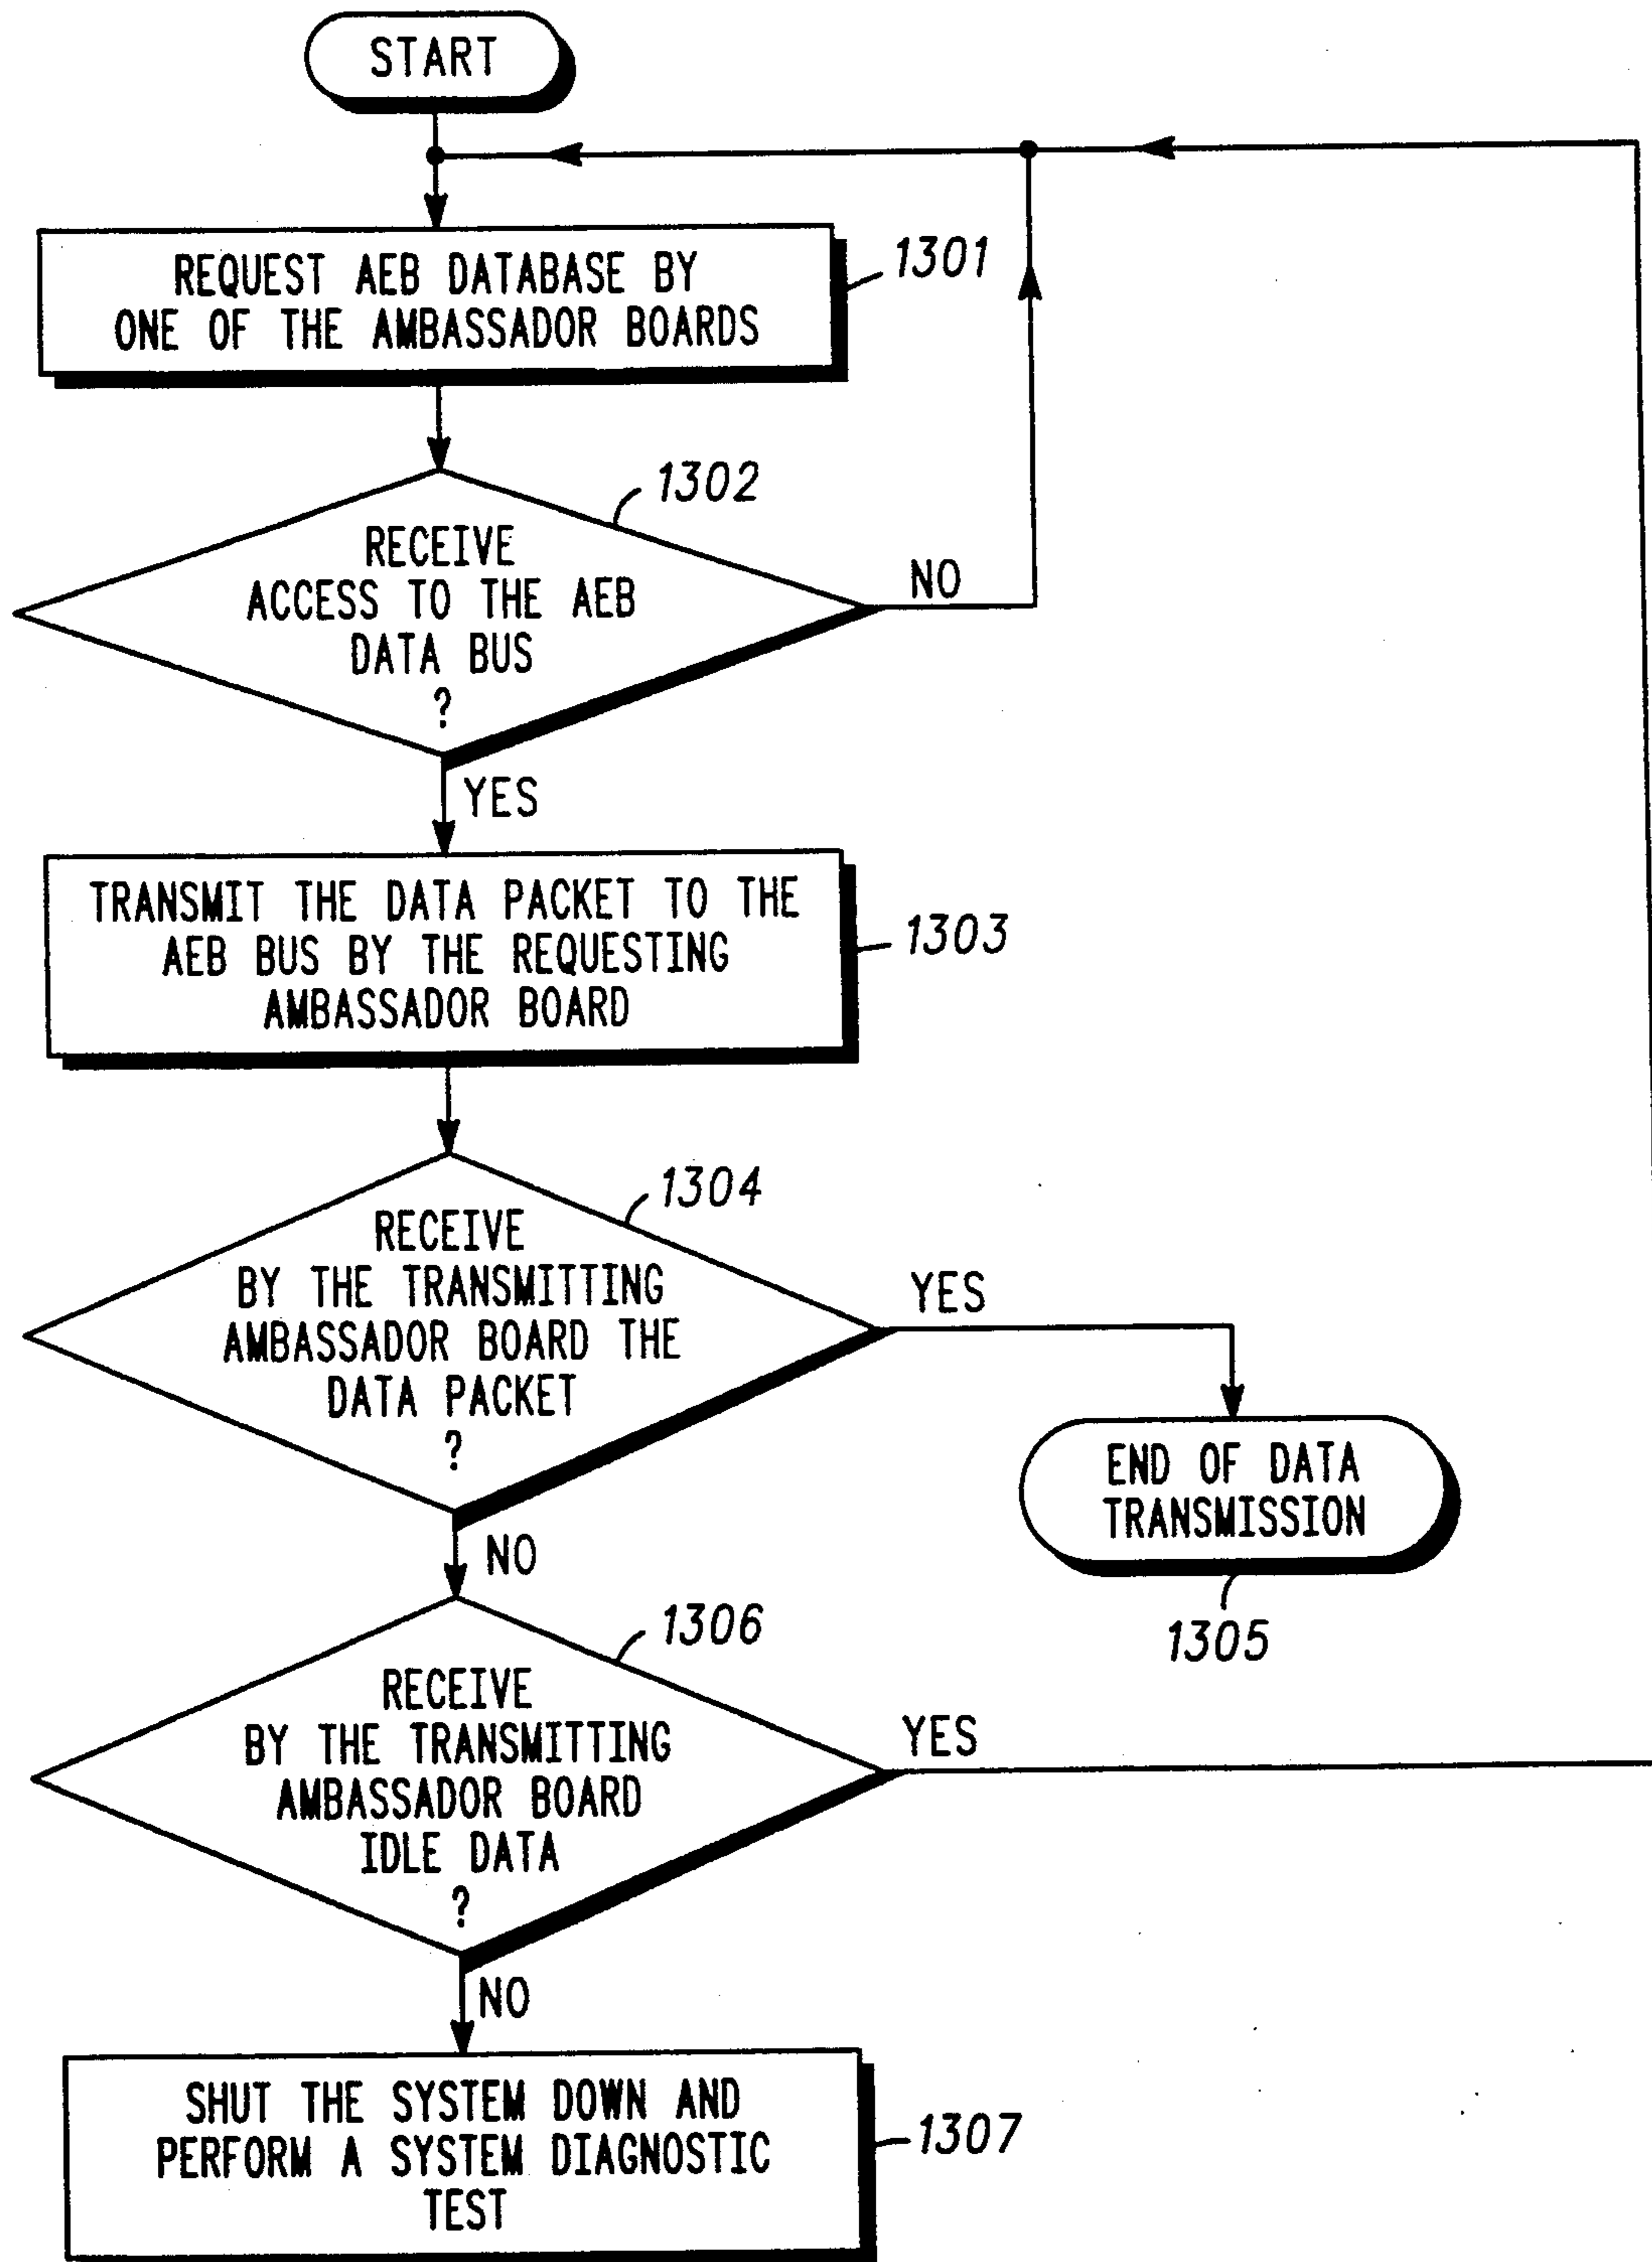 START
REQUEST AEB DATABASE BY
ONE OF THE AMBASSADOR BOARDS
1301
RECEIVE
ACCESS TO THE AEB
DATA BUS
?
1302
NO
YES
TRANSMIT THE DATA PACKET TO THE
AEB BUS BY THE REQUESTING
AMBASSADOR BOARD
1303
RECEIVE
BY THE TRANSMITTING
AMBASSADOR BOARD THE
DATA PACKET
?
1304
YES
END OF DATA
TRANSMISSION
1305
NO
RECEIVE
BY THE TRANSMITTING
AMBASSADOR BOARD
IDLE DATA
?
1306
YES
NO
SHUT THE SYSTEM DOWN AND
PERFORM A SYSTEM DIAGNOSTIC
TEST
1307